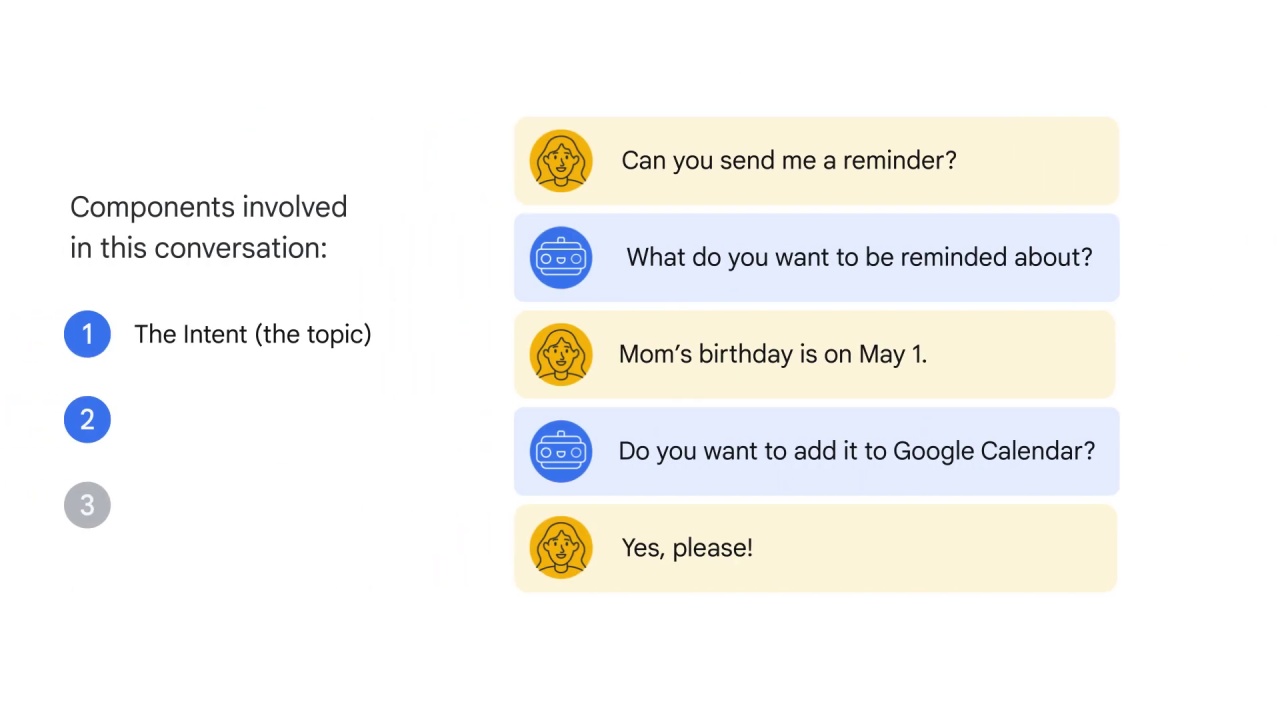 Components involved
in this conversation:
1 The Intent (the topic)
2
3
Can you send me a reminder?
What do you want to be reminded about?
Mom’s birthday is on May 1.
Do you want to add it to Google Calendar?
Yes, please!